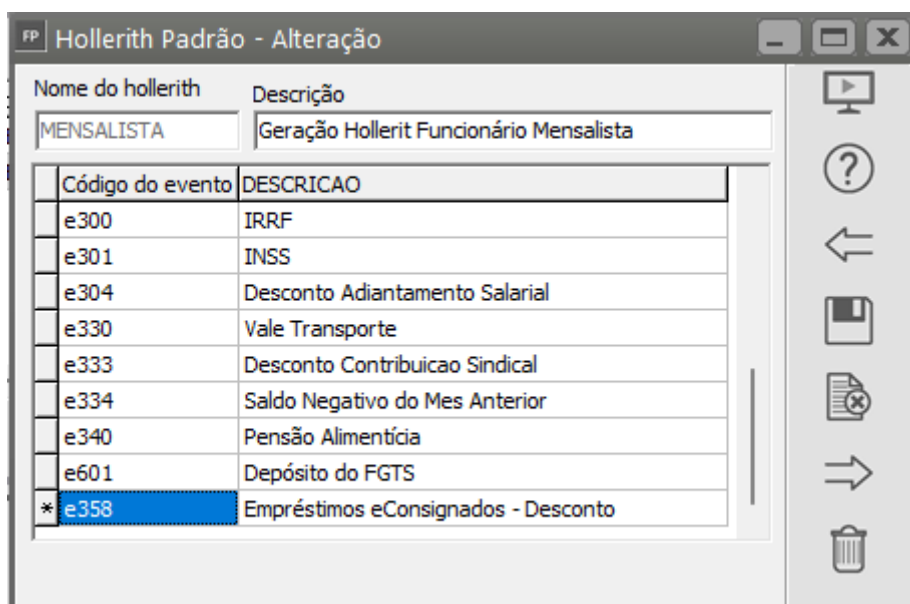 FP Hollerith Padrão - Alteração
Nome do hollerith Descrição
MENSALISTA Geração Hollerit Funcionário Mensalista
Código do evento DESCRICAO
e300 IRRF
e301 INSS
e304 Desconto Adiantamento Salarial
e330 Vale Transporte
e333 Desconto Contribuicao Sindical
e334 Saldo Negativo do Mes Anterior
e340 Pensão Alimentícia
e601 Depósito do FGTS
* e358 Empréstimos eConsignados - Desconto